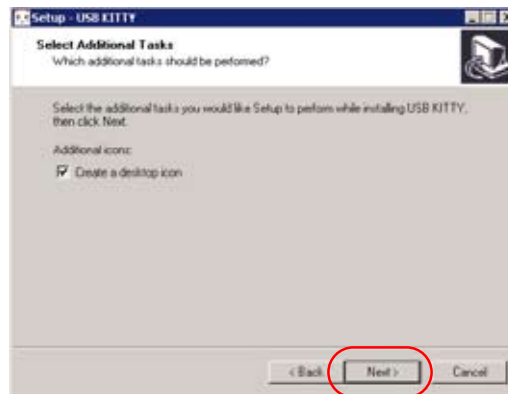 Setup - USB KITTY
Select Additional Tasks
Which additional tasks should be performed?
Select the additional tasks you would like Setup to perform while installing USB KITTY,
then click Next.
Additional icons:
Create a desktop icon
< Back
Next >
Cancel